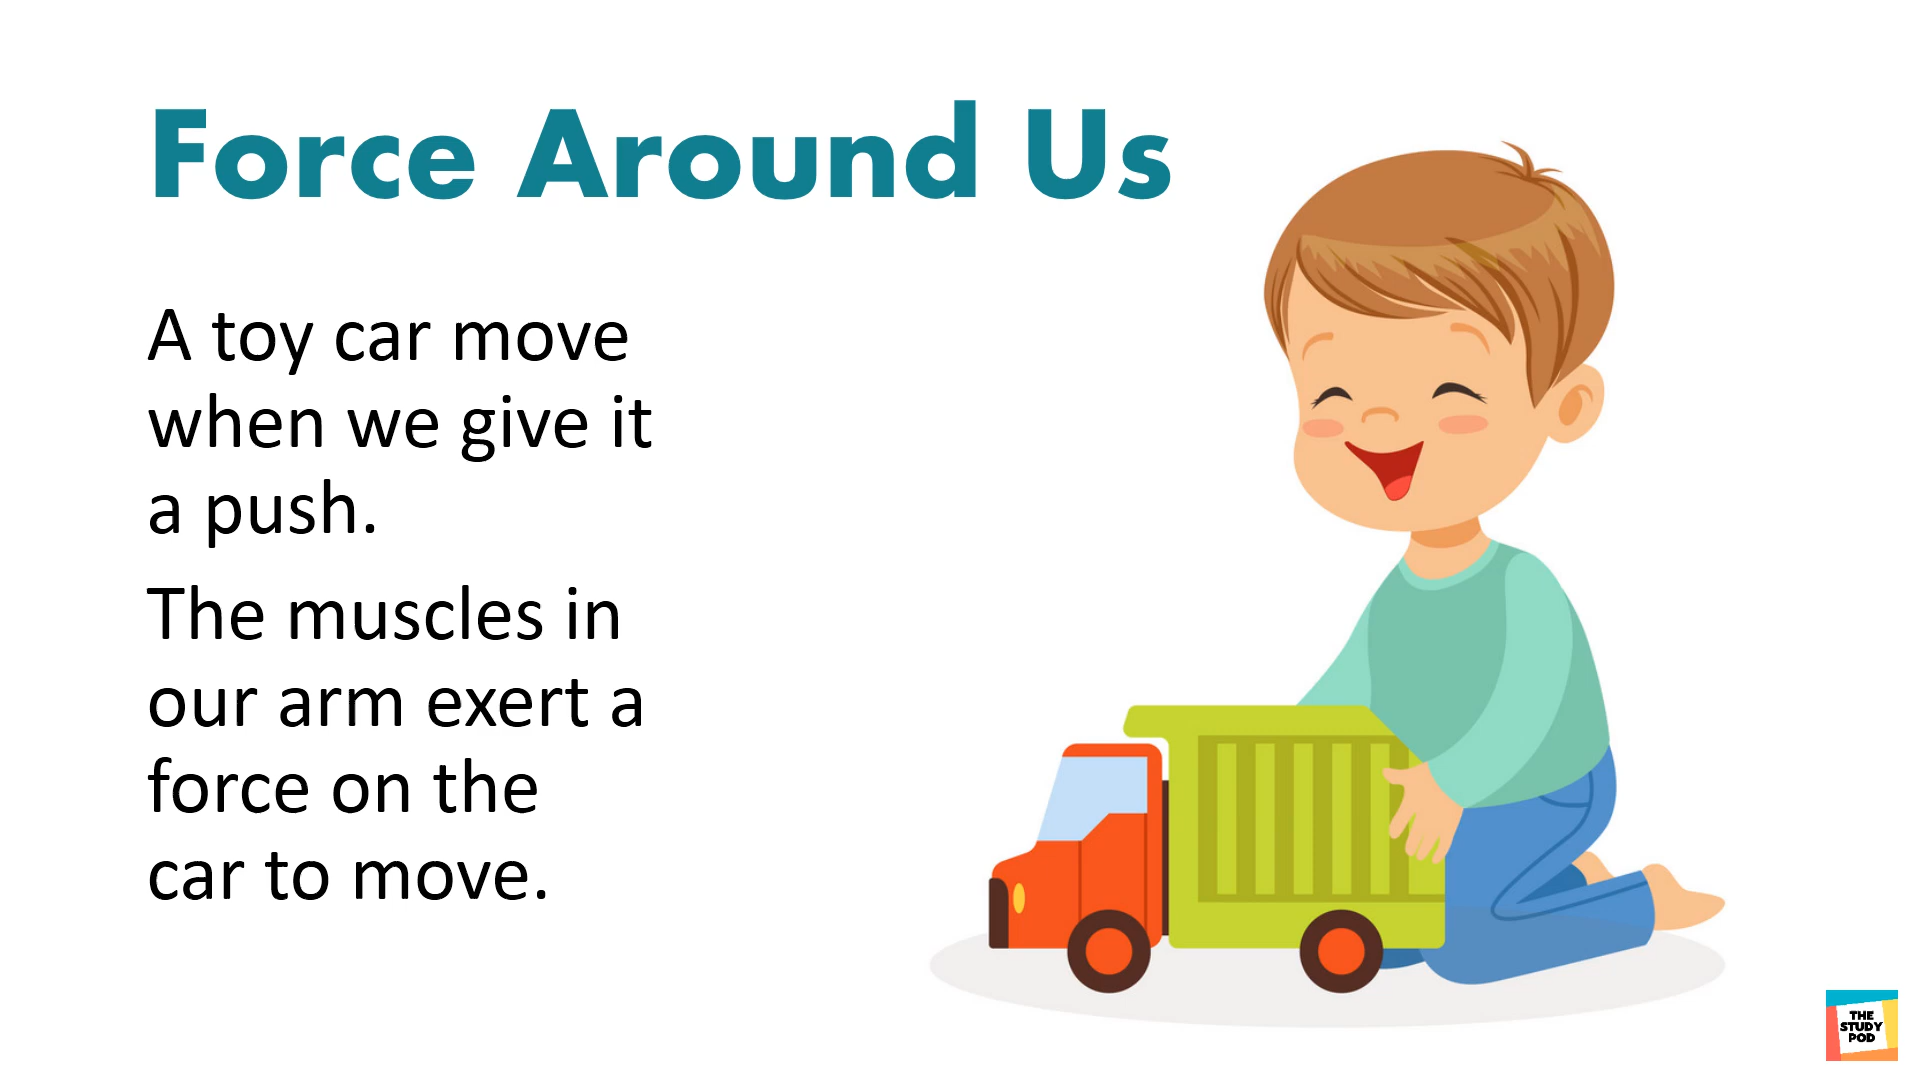 Force Around Us
A toy car move
when we give it
a push.
The muscles in
our arm exert a
force on the
car to move.
THE
STUDY
POD